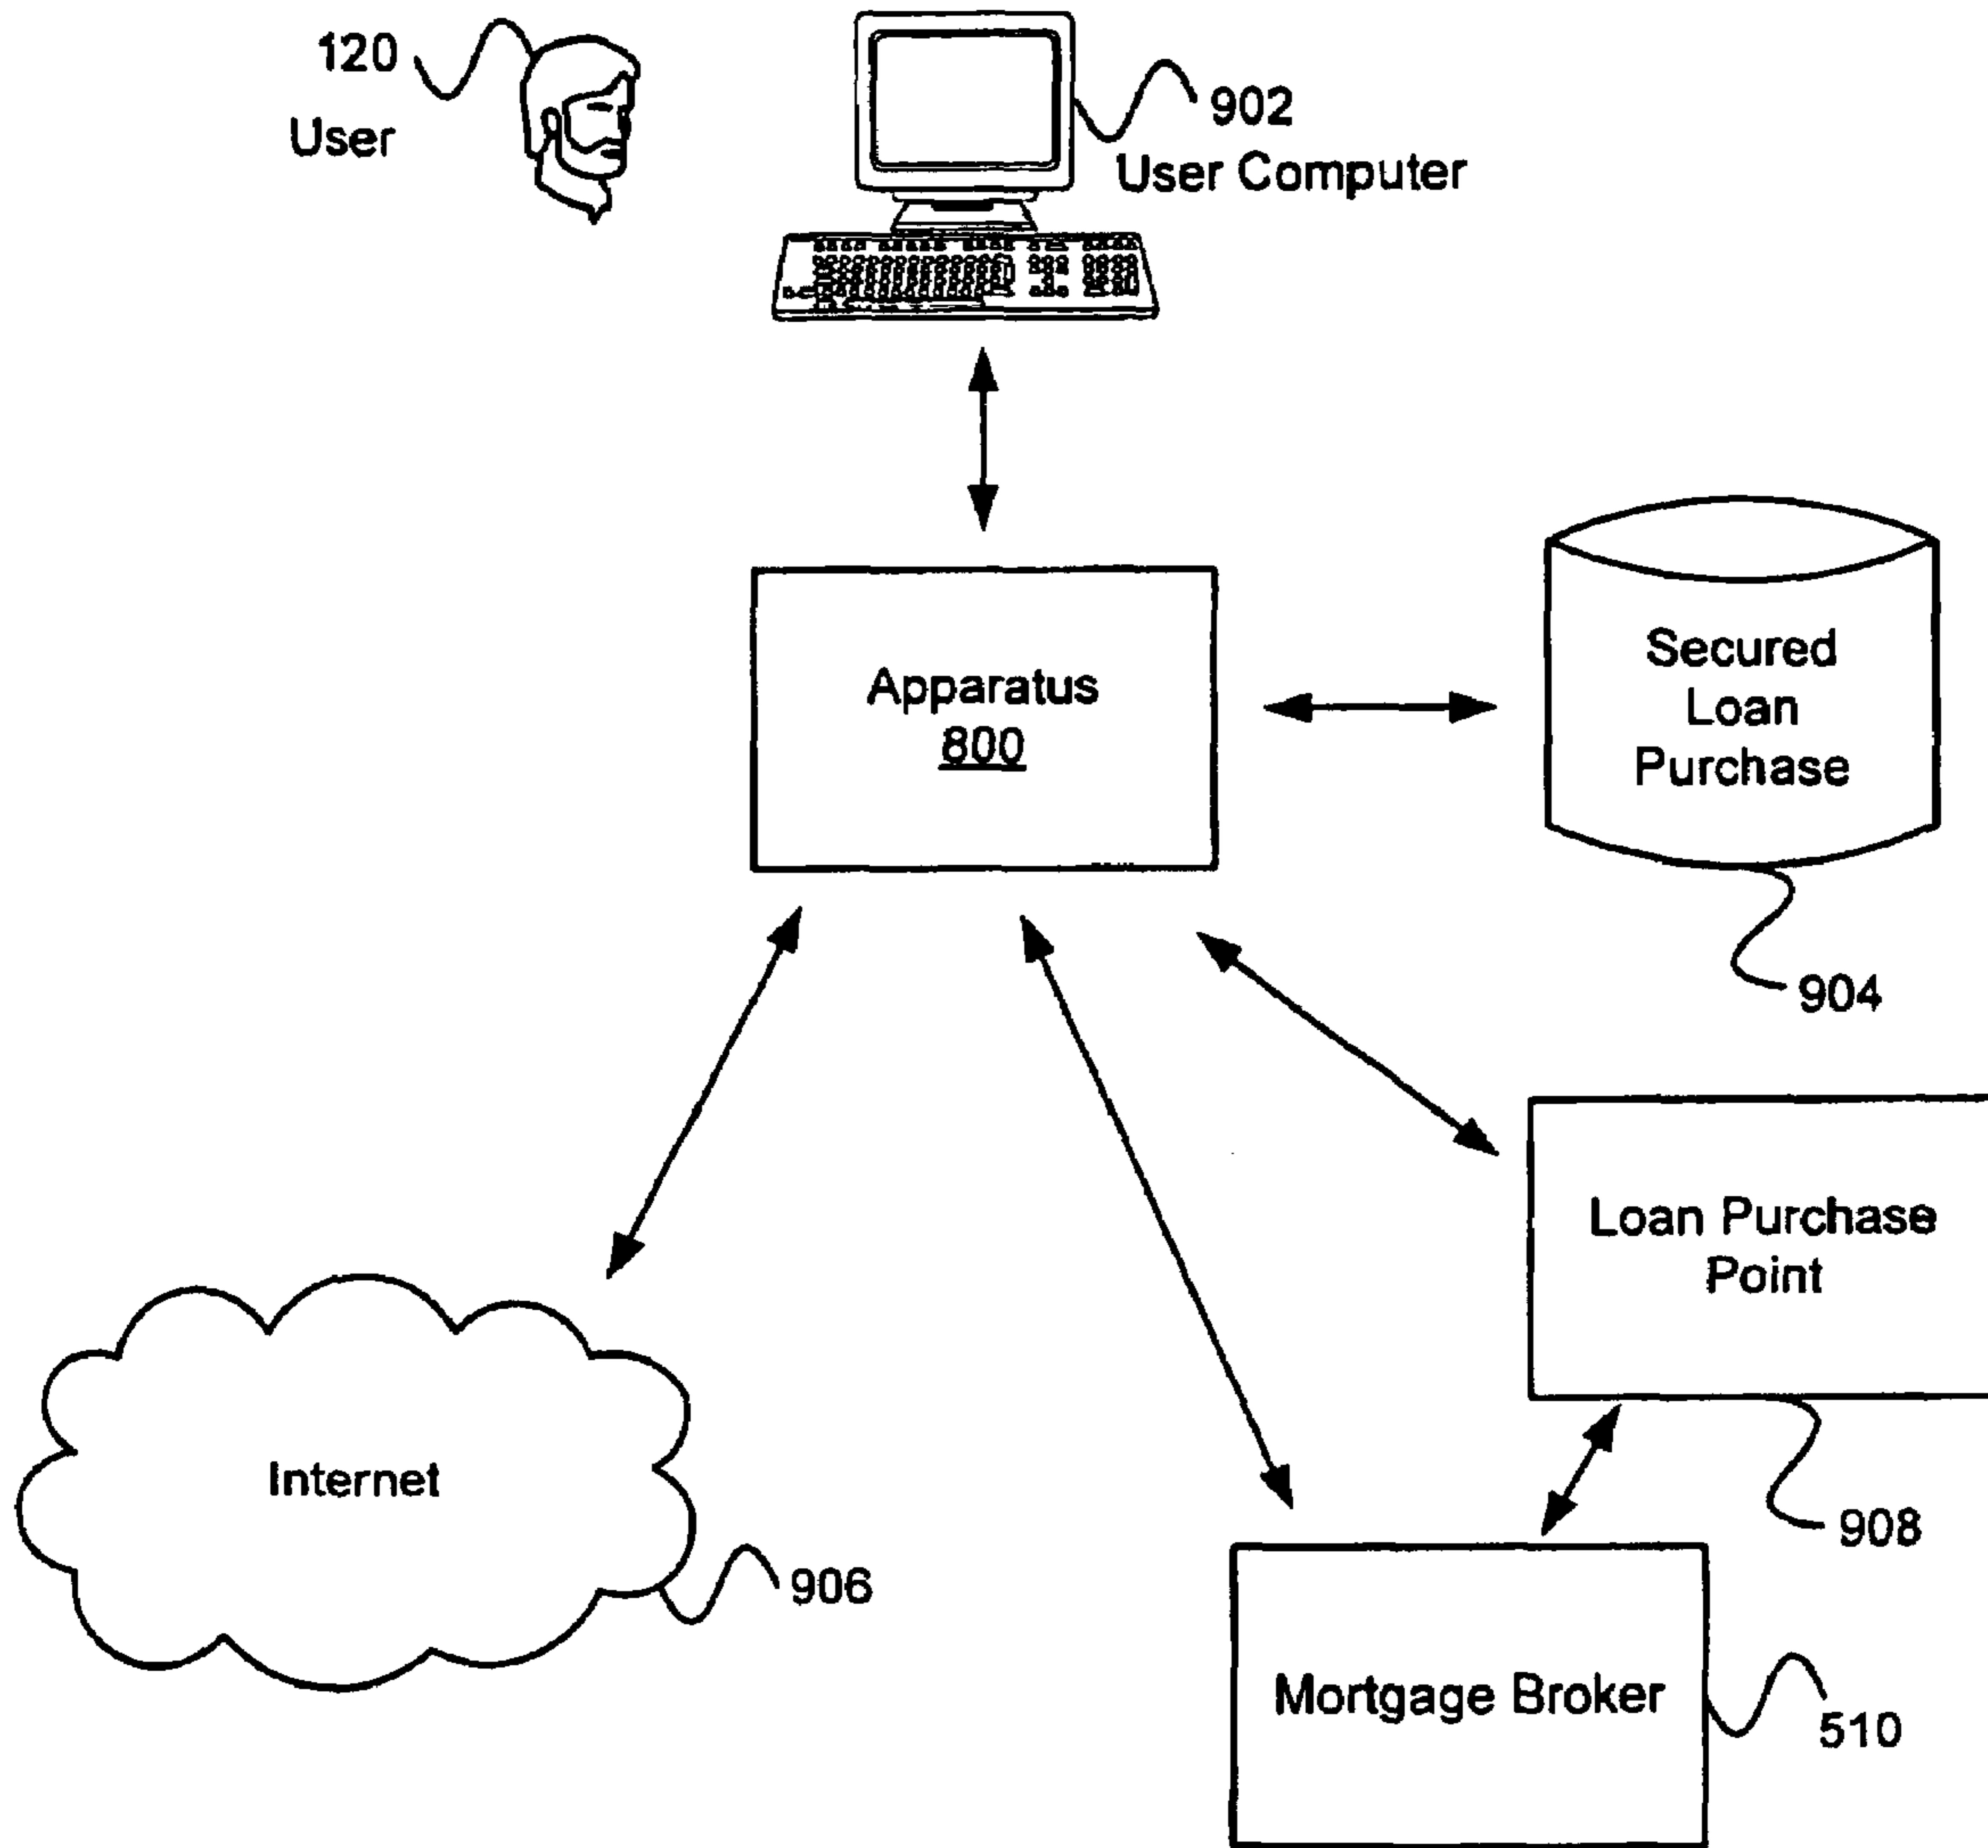 120
User
902
User Computer
Apparatus
800
Secured
Loan
Purchase
904
Loan Purchase
Point
908
Internet
906
Mortgage Broker
510